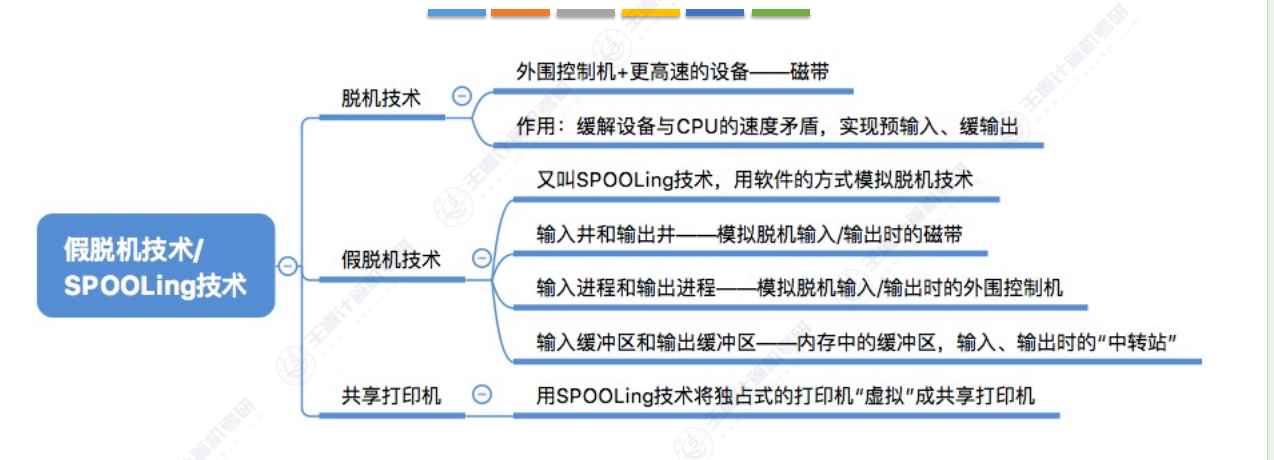 脱机技术
外围控制机+更高速的设备——磁带
作用：缓解设备与CPU的速度矛盾，实现预输入、缓输出
假脱机技术/
SPOOLing技术
假脱机技术
又叫SPOOLing技术，用软件的方式模拟脱机技术
输入井和输出井——模拟脱机输入/输出时的磁带
输入进程和输出进程——模拟脱机输入/输出时的外围控制机
输入缓冲区和输出缓冲区——内存中的缓冲区，输入、输出时的“中转站”
共享打印机
用SPOOLing技术将独占式的打印机“虚拟”成共享打印机
王道计算机考研